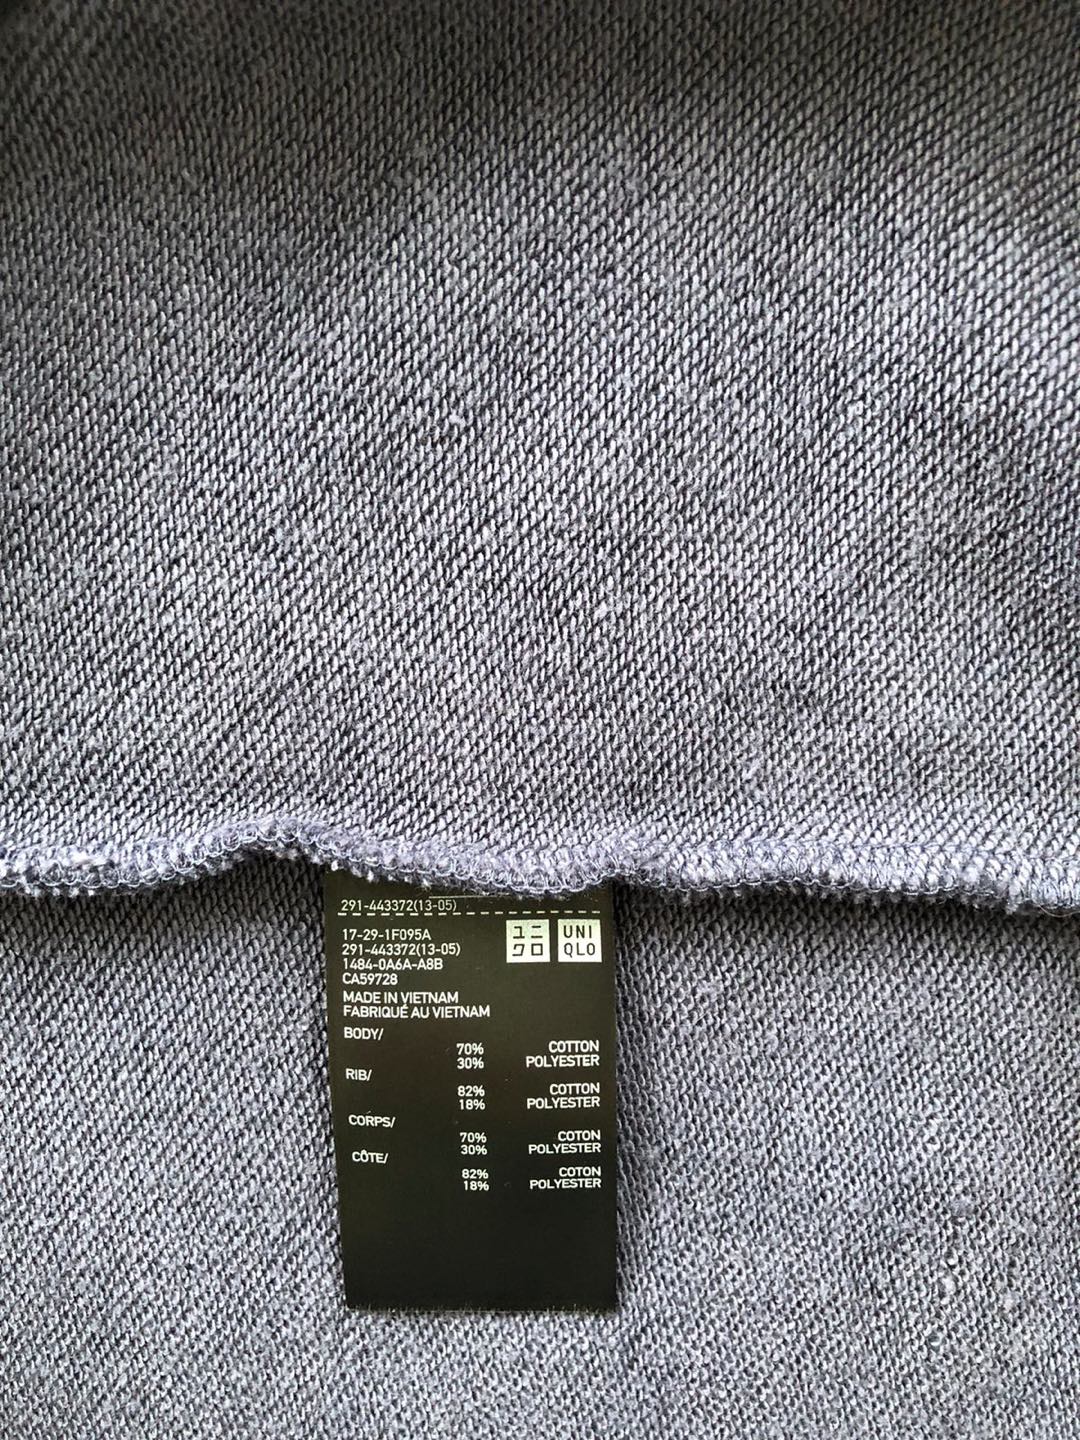 291-443372(13-05)
17-29-1F095A
291-443372(13-05)
1484-0A6A-A8B
CA59728
ユニ
クロ
UNI
QLO
MADE IN VIETNAM
FABRIQUÉ AU VIETNAM
BODY/
70% COTTON
30% POLYESTER
RIB/
82% COTTON
18% POLYESTER
CORPS/
70% COTON
30% POLYESTER
CÔTE/
82% COTON
18% POLYESTER